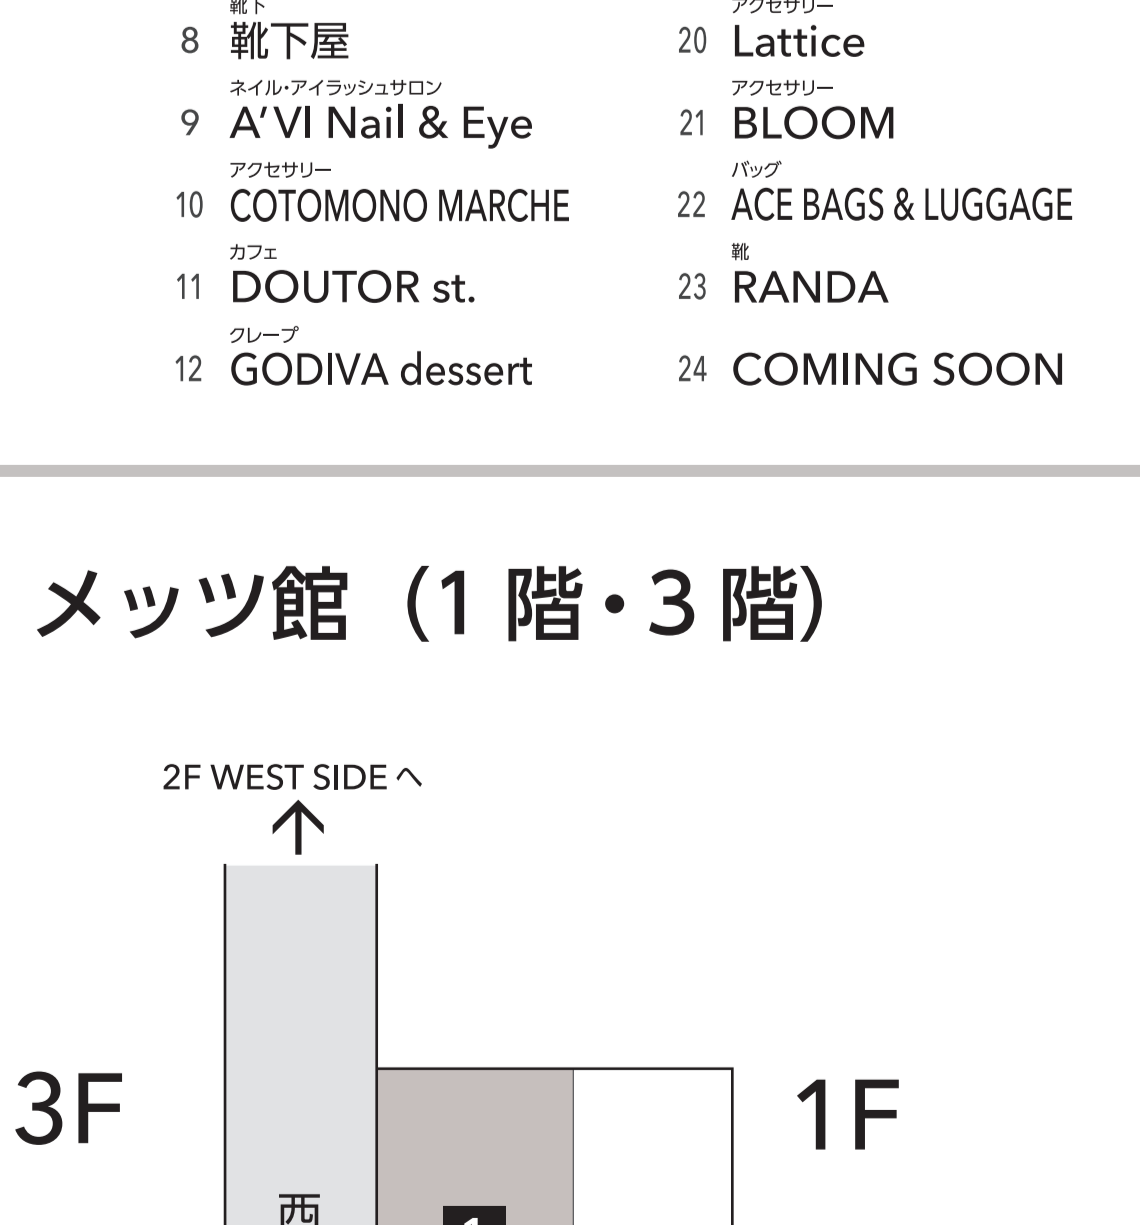 靴下
8 靴下屋
ネイル・アイラッシュサロン
9 A'VI Nail & Eye
アクセサリー
10 COTOMONO MARCHE
カフェ
11 DOUTOR st.
クレープ
12 GODIVA dessert
アクセサリー
20 Lattice
アクセサリー
21 BLOOM
バッグ
22 ACE BAGS & LUGGAGE
靴
23 RANDA
24 COMING SOON
メッツ館（1 階・3 階）
2F WEST SIDE へ
3F
1F
西
1